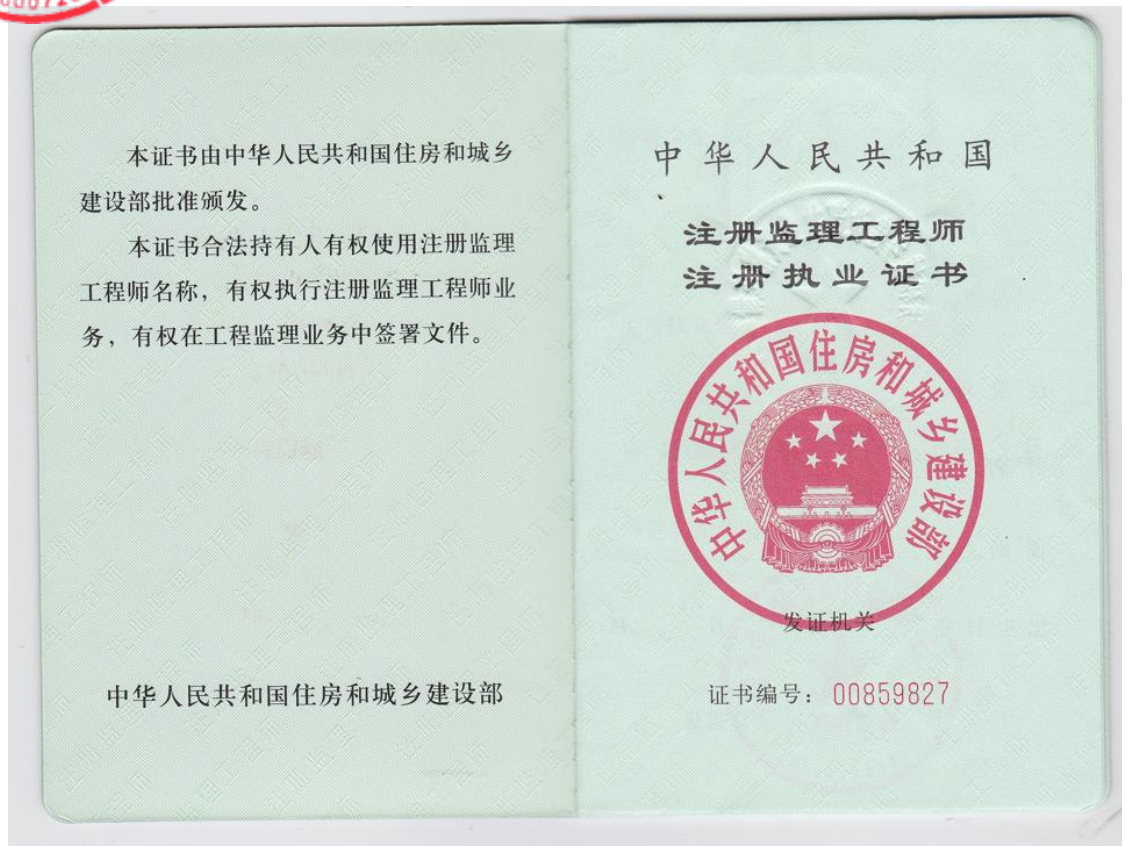 本证书由中华人民共和国住房和城乡
建设部批准颁发。
本证书合法持有人有权使用注册监理
工程师名称，有权执行注册监理工程师业
务，有权在工程监理业务中签署文件。
中华人民共和国住房和城乡建设部
中华人民共和国
注册监理工程师
注册执业证书
中华人民共和国住房和城乡建设部
发证机关
证书编号：00859827